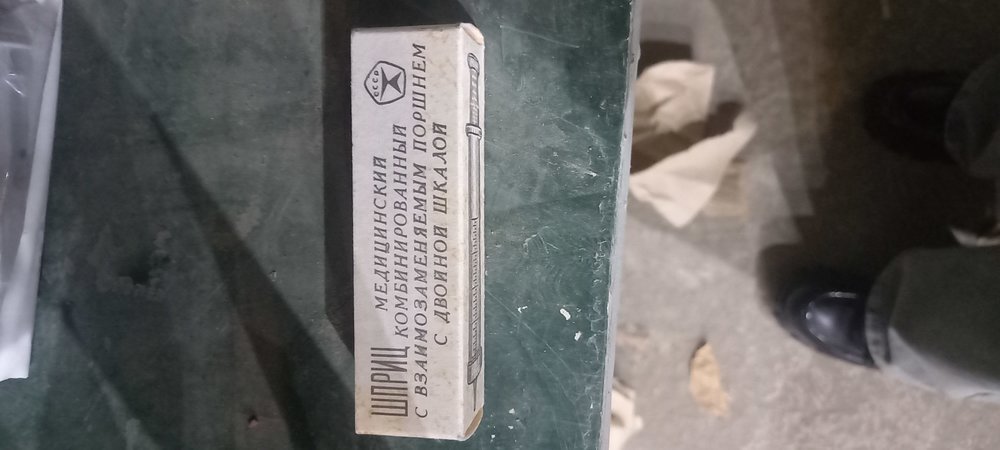 СССР
ШПРИЦ МЕДИЦИНСКИЙ
КОМБИНИРОВАННЫЙ
С ВЗАИМОЗАМЕНЯЕМЫМ ПОРШНЕМ
С ДВОЙНОЙ ШКАЛОЙ